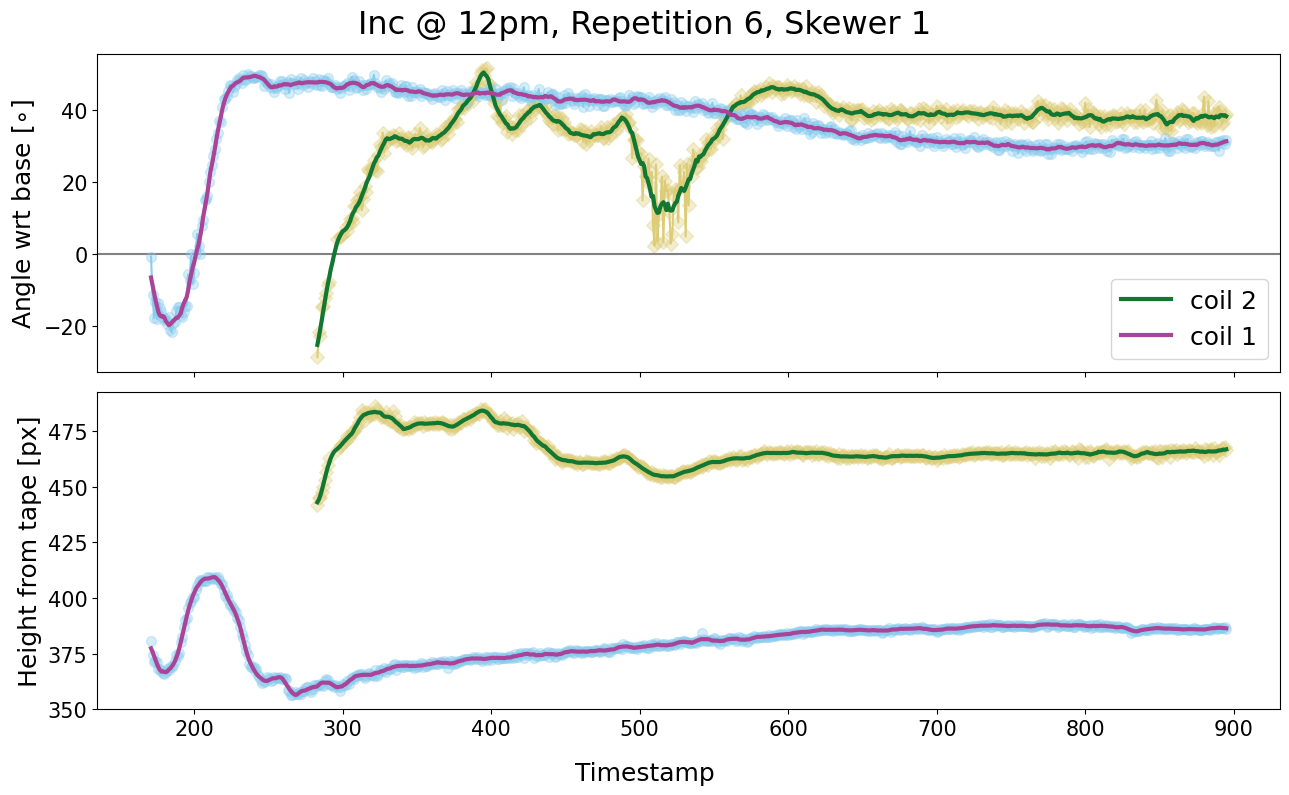 Inc @ 12pm, Repetition 6, Skewer 1
Angle wrt base [∘]
40
20
0
−20
coil 2
coil 1
Height from tape [px]
475
450
425
400
375
350
200 300 400 500 600 700 800 900
Timestamp